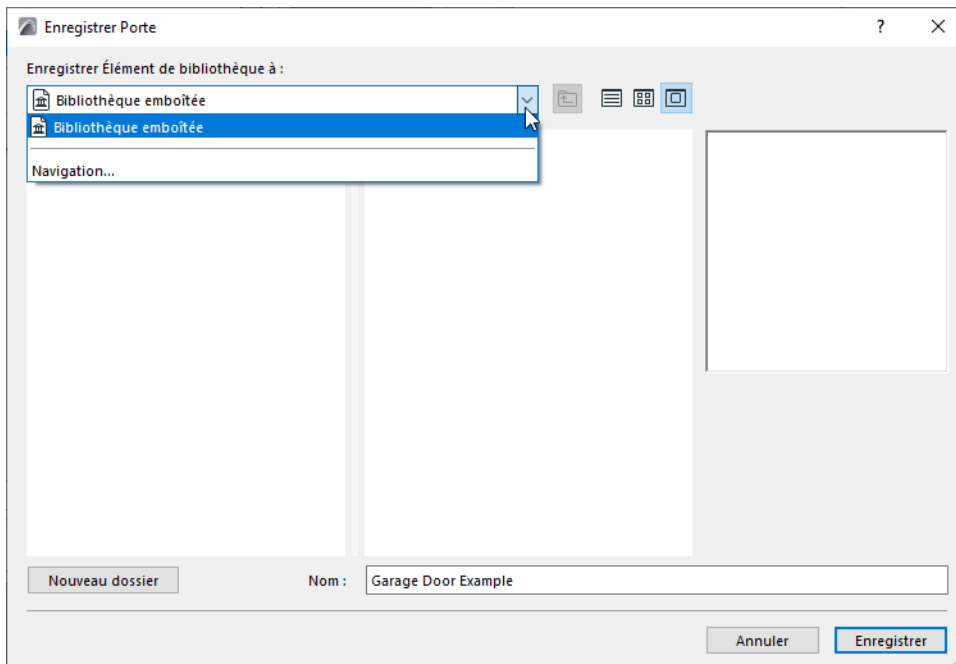 Enregistrer Porte
Enregistrer Élément de bibliothèque à :
Bibliothèque emboîtée
Bibliothèque emboîtée
Navigation...
Nouveau dossier
Nom :
Garage Door Example
Annuler
Enregistrer